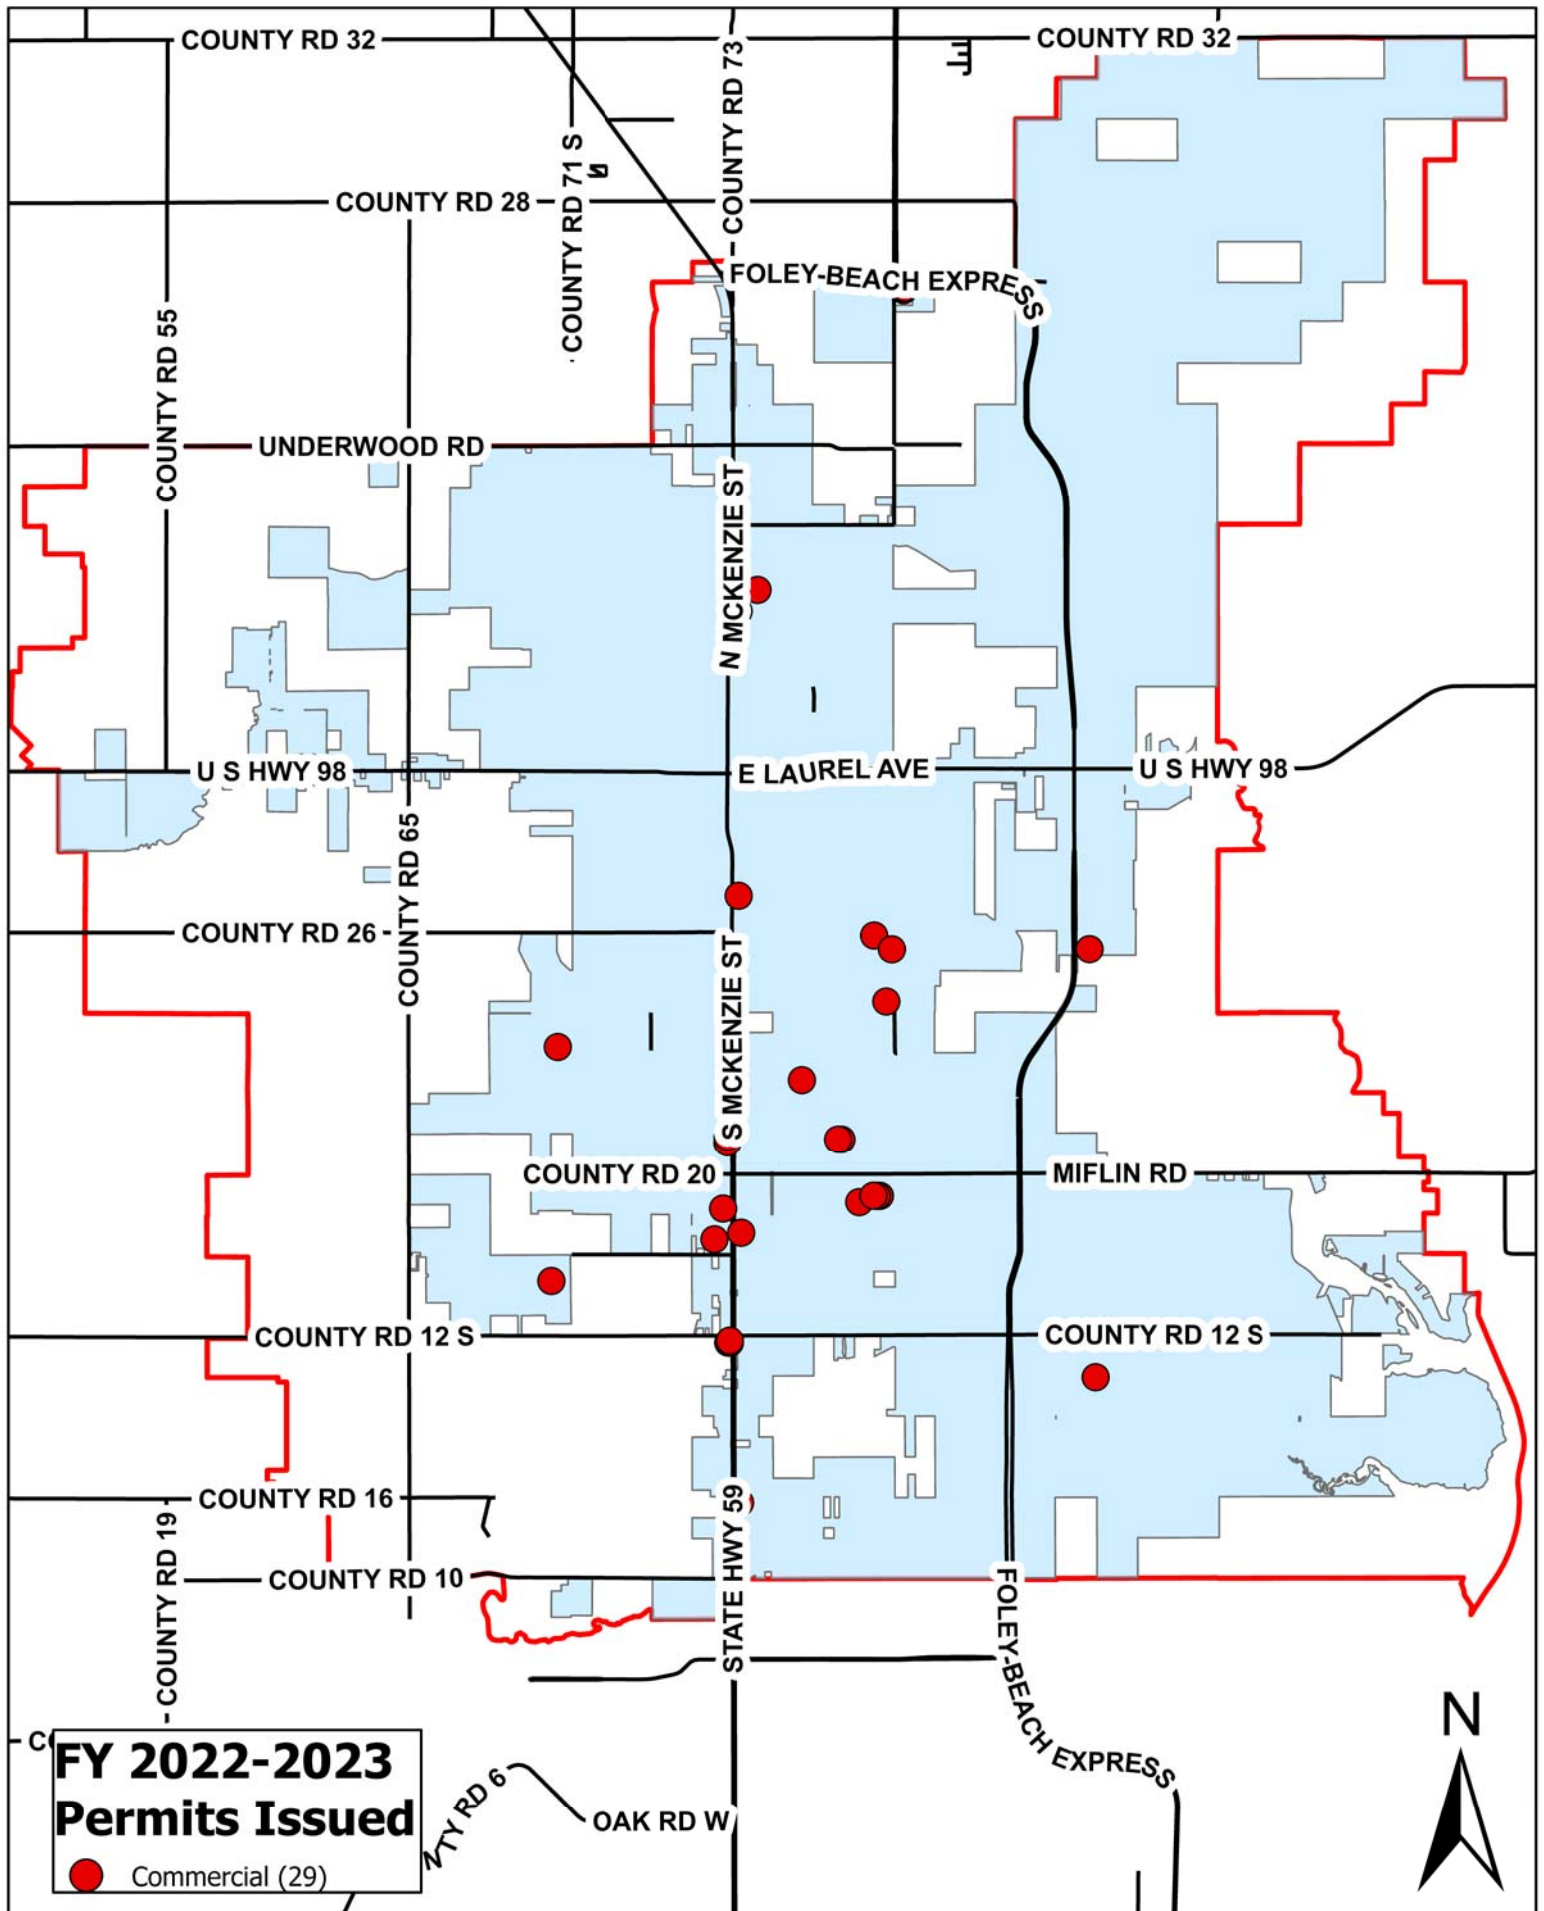 COUNTY RD 32
COUNTY RD 32
COUNTY RD 73
COUNTY RD 71 S
COUNTY RD 28
FOLEY-BEACH EXPRESS
COUNTY RD 55
UNDERWOOD RD
N MCKENZIE ST
U S HWY 98
E LAUREL AVE
U S HWY 98
COUNTY RD 65
COUNTY RD 26
S MCKENZIE ST
COUNTY RD 20
MIFLIN RD
COUNTY RD 12 S
COUNTY RD 12 S
COUNTY RD 16
STATE HWY 59
COUNTY RD 19
COUNTY RD 10
FOLEY-BEACH EXPRESS
N
FY 2022-2023
Permits Issued
Commercial (29)
NTY RD 6
OAK RD W